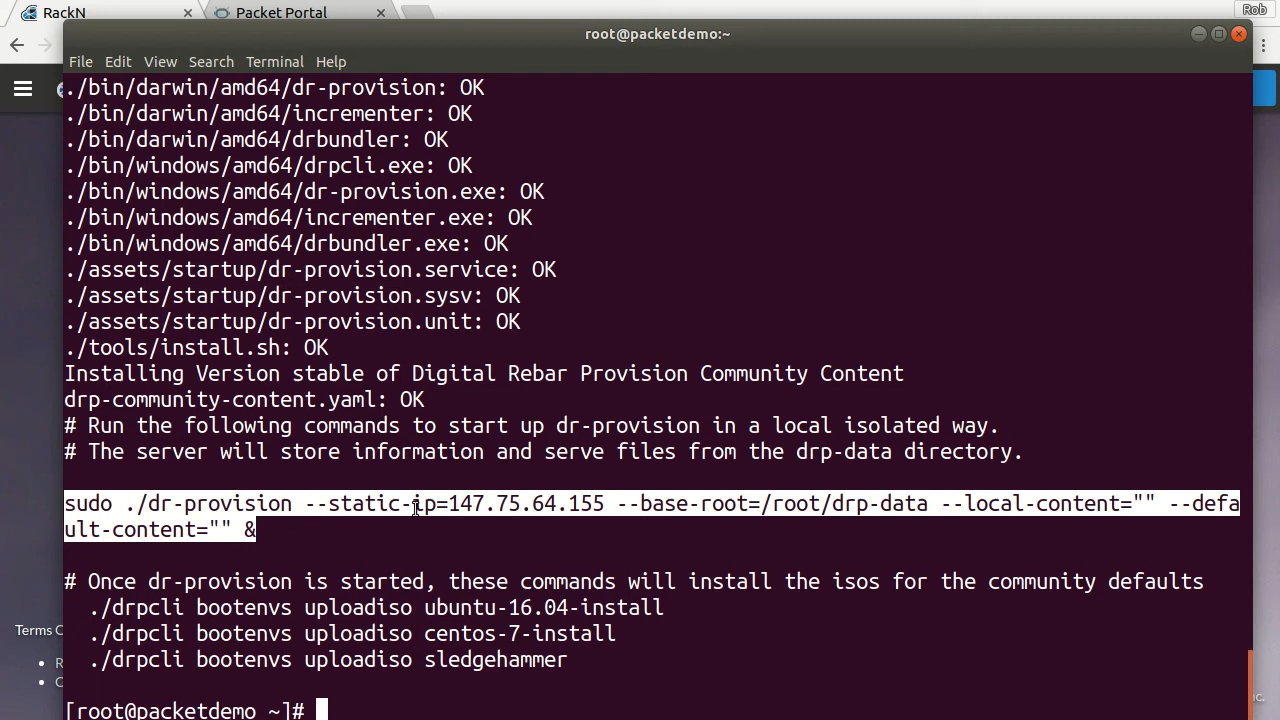 RackN
Packet Portal
Rob
root@packetdemo:~
File Edit View Search Terminal Help
./bin/darwin/amd64/dr-provision: OK
./bin/darwin/amd64/incrementer: OK
./bin/darwin/amd64/drbundler: OK
./bin/windows/amd64/drpcli.exe: OK
./bin/windows/amd64/dr-provision.exe: OK
./bin/windows/amd64/incrementer.exe: OK
./bin/windows/amd64/drbundler.exe: OK
./assets/startup/dr-provision.service: OK
./assets/startup/dr-provision.sysv: OK
./assets/startup/dr-provision.unit: OK
./tools/install.sh: OK
Installing Version stable of Digital Rebar Provision Community Content
drp-community-content.yaml: OK
# Run the following commands to start up dr-provision in a local isolated way.
# The server will store information and serve files from the drp-data directory.
sudo ./dr-provision --static-ip=147.75.64.155 --base-root=/root/drp-data --local-content="" --defa
ult-content="" &
# Once dr-provision is started, these commands will install the isos for the community defaults
./drpcli bootenvs uploadiso ubuntu-16.04-install
./drpcli bootenvs uploadiso centos-7-install
./drpcli bootenvs uploadiso sledgehammer
[root@packetdemo ~]#
Terms